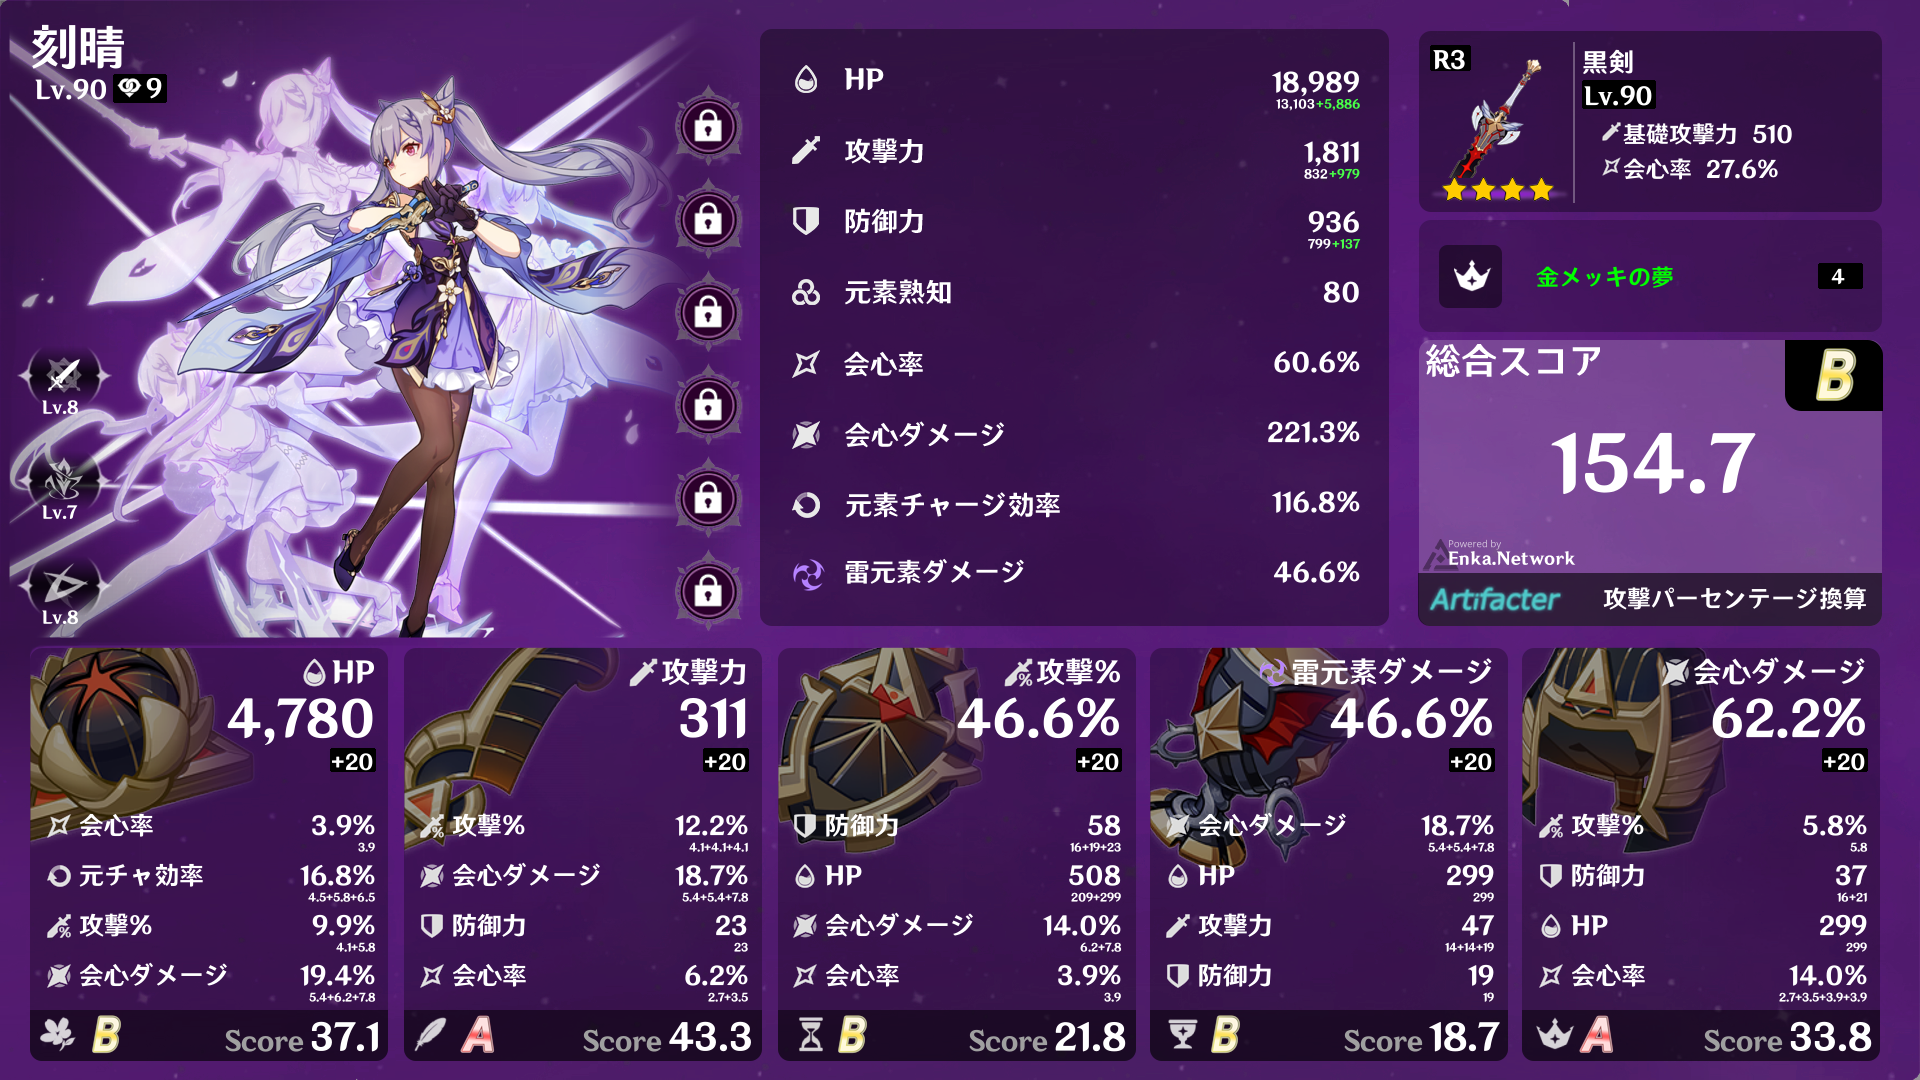 刻晴
Lv.90 9
Lv.8
Lv.7
Lv.8
HP 18,989
13,103+5,886
攻撃力 1,811
832+979
防御力 936
799+137
元素熟知 80
会心率 60.6%
会心ダメージ 221.3%
元素チャージ効率 116.8%
雷元素ダメージ 46.6%
R3
黒剣
Lv.90
基礎攻撃力 510
会心率 27.6%
金メッキの夢 4
総合スコア B
154.7
Powered by
Enka.Network
Artifacter 攻撃パーセンテージ換算
HP
4,780
+20
会心率 3.9%
3.9
元チャ効率 16.8%
4.5+5.8+6.5
攻撃% 9.9%
4.1+5.8
会心ダメージ 19.4%
5.4+6.2+7.8
B Score 37.1
攻撃力
311
+20
攻撃% 12.2%
4.1+4.1+4.1
会心ダメージ 18.7%
5.4+5.4+7.8
防御力 23
23
会心率 6.2%
2.7+3.5
A Score 43.3
攻撃%
46.6%
+20
防御力 58
16+19+23
HP 508
209+299
会心ダメージ 14.0%
6.2+7.8
会心率 3.9%
3.9
B Score 21.8
雷元素ダメージ
46.6%
+20
会心ダメージ 18.7%
5.4+5.4+7.8
HP 299
299
攻撃力 47
14+14+19
防御力 19
19
B Score 18.7
会心ダメージ
62.2%
+20
攻撃% 5.8%
5.8
防御力 37
16+21
HP 299
299
会心率 14.0%
2.7+3.5+3.9+3.9
A Score 33.8